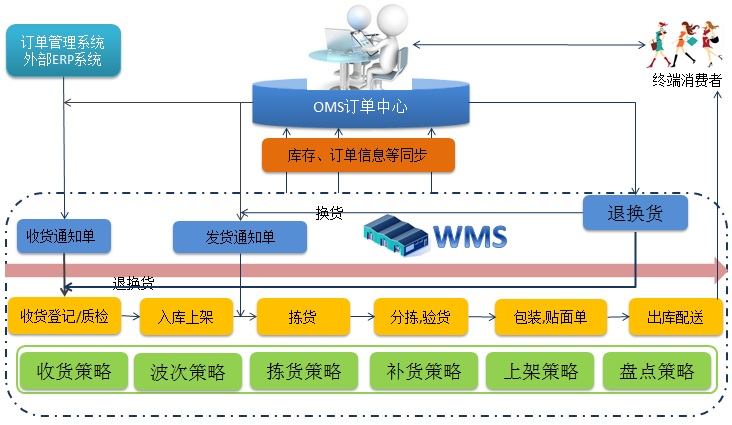 订单管理系统
外部ERP系统
终端消费者
OMS订单中心
库存、订单信息等同步
换货
退换货
收货通知单
发货通知单
WMS
退换货
收货登记/质检
入库上架
拣货
分拣,验货
包装,贴面单
出库配送
收货策略
波次策略
拣货策略
补货策略
上架策略
盘点策略